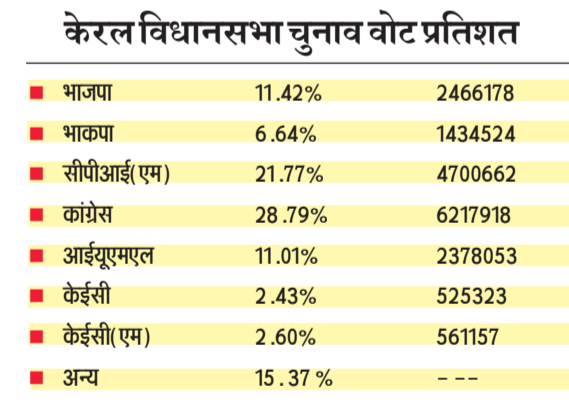 केरल विधानसभा चुनाव वोट प्रतिशत
भाजपा 11.42% 2466178
भाकपा 6.64% 1434524
सीपीआई(एम) 21.77% 4700662
कांग्रेस 28.79% 6217918
आईयूएमएल 11.01% 2378053
केईसी 2.43% 525323
केईसी(एम) 2.60% 561157
अन्य 15.37 % - --